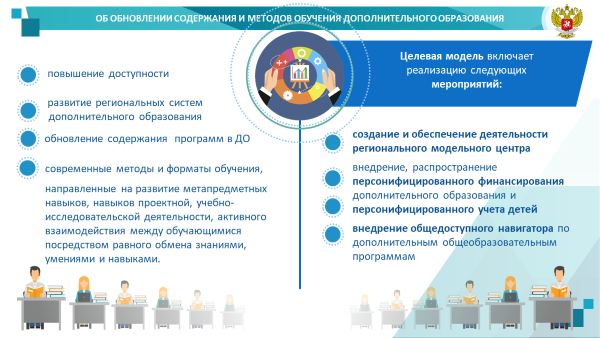 ОБ ОБНОВЛЕНИИ СОДЕРЖАНИЯ И МЕТОДОВ ОБУЧЕНИЯ ДОПОЛНИТЕЛЬНОГО ОБРАЗОВАНИЯ
повышение доступности
развитие региональных систем
дополнительного образования
обновление содержания программ в ДО
современные методы и форматы обучения,
направленные на развитие метапредметных
навыков, навыков проектной, учебно-
исследовательской деятельности, активного
взаимодействия между обучающимися
посредством равного обмена знаниями,
умениями и навыками.
Целевая модель включает
реализацию следующих
мероприятий:
создание и обеспечение деятельности
регионального модельного центра
внедрение, распространение
персонифицированного финансирования
дополнительного образования и
персонифицированного учета детей
внедрение общедоступного навигатора по
дополнительным общеобразовательным
программам